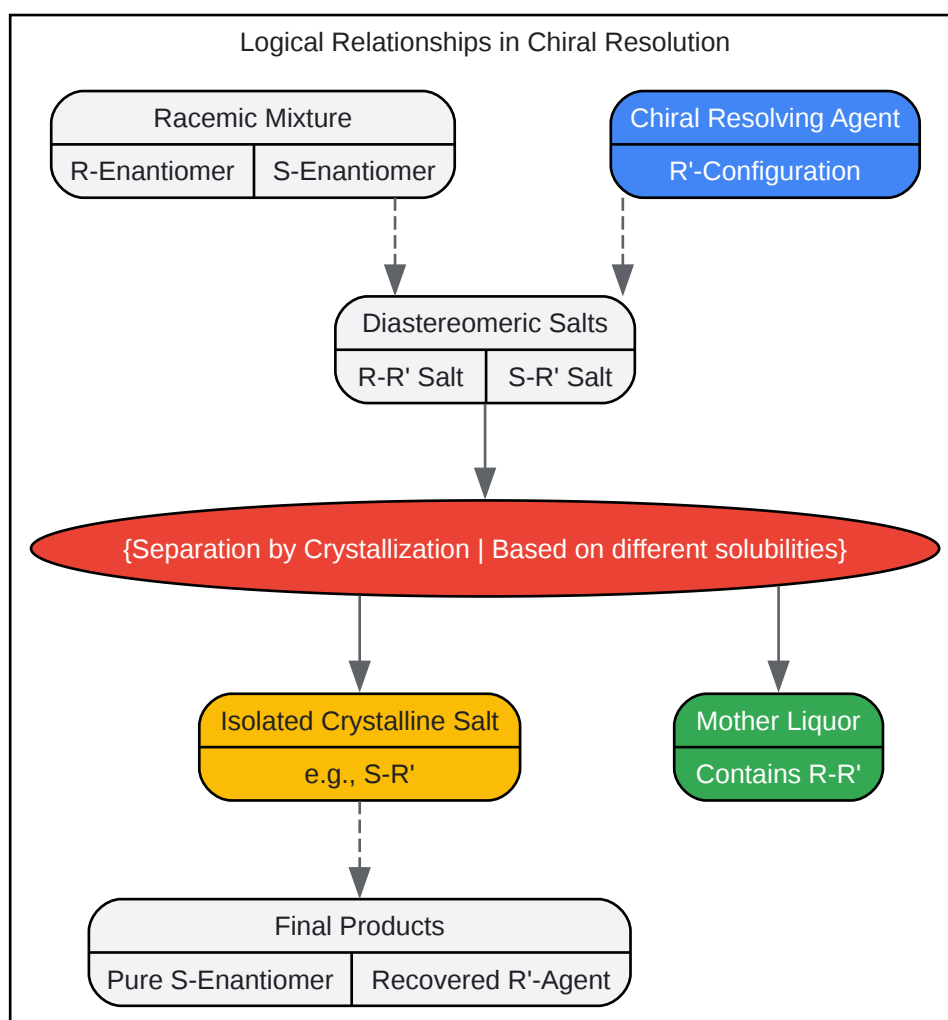 Logical Relationships in Chiral Resolution
Racemic Mixture
R-Enantiomer
S-Enantiomer
Chiral Resolving Agent
R'-Configuration
Diastereomeric Salts
R-R' Salt
S-R' Salt
{Separation by Crystallization | Based on different solubilities}
Isolated Crystalline Salt
e.g., S-R'
Mother Liquor
Contains R-R'
Final Products
Pure S-Enantiomer
Recovered R'-Agent